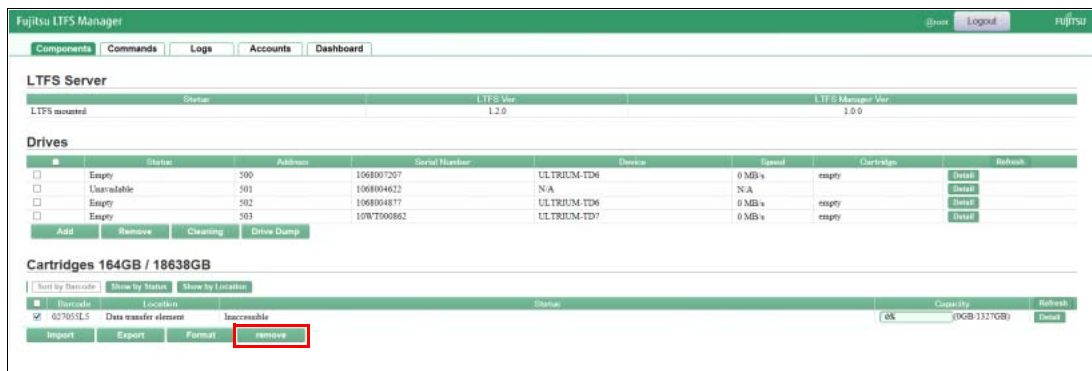 Fujitsu LTFS Manager @root Logout FUJITSU
Components Commands Logs Accounts Dashboard
LTFS Server
Status LTFS Ver. LTFS Manager Ver.
LTFS mounted 1.2.0 1.0.0
Drives
Status Address Serial Number Device Speed Cartridge Refresh
Empty 500 1068007207 ULTRIUM-TD6 0 MB/s empty Detail
Unavailable 501 1068004622 N/A N/A Detail
Empty 502 1068004877 ULTRIUM-TD6 0 MB/s empty Detail
Empty 503 10WT000862 ULTRIUM-TD7 0 MB/s empty Detail
Add Remove Cleaning Drive Dump
Cartridges 164GB / 18638GB
Sort by Barcode Show by Status Show by Location
Barcode Location Status Capacity Refresh
027055L5 Data transfer element Inaccessible 0% (0GB/1327GB) Detail
Import Export Format remove